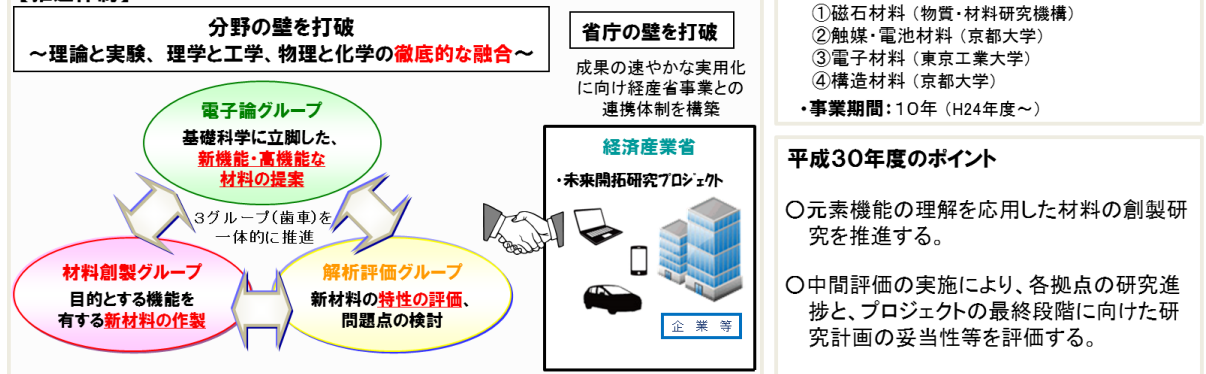 【推進体制】
分野の壁を打破
～理論と実験、理学と工学、物理と化学の徹底的な融合～
電子論グループ
基礎科学に立脚した、
新機能・高機能な
材料の提案
3グループ(歯車)を
一体的に推進
材料創製グループ
目的とする機能を
有する新材料の作製
解析評価グループ
新材料の特性の評価、
問題点の検討
省庁の壁を打破
成果の速やかな実用化
に向け経産省事業との
連携体制を構築
経済産業省
・未来開拓研究プロジェクト
企業等
①磁石材料（物質・材料研究機構）
②触媒・電池材料（京都大学）
③電子材料（東京工業大学）
④構造材料（京都大学）
・事業期間：10年（H24年度～）
平成30年度のポイント
○元素機能の理解を応用した材料の創製研
究を推進する。
○中間評価の実施により、各拠点の研究進
捗と、プロジェクトの最終段階に向けた研
究計画の妥当性等を評価する。